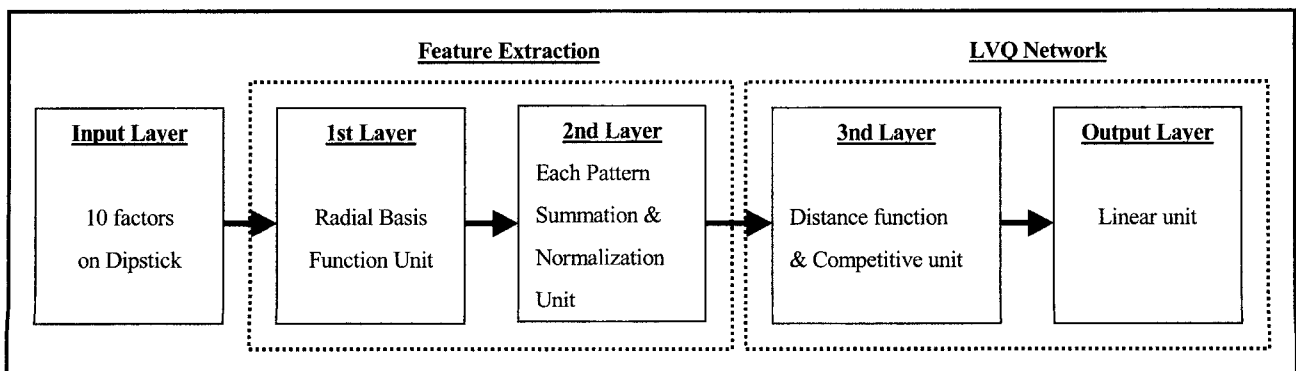 Feature Extraction
LVQ Network
Input Layer
10 factors
on Dipstick
1st Layer
Radial Basis
Function Unit
2nd Layer
Each Pattern
Summation &
Normalization
Unit
3nd Layer
Distance function
& Competitive unit
Output Layer
Linear unit